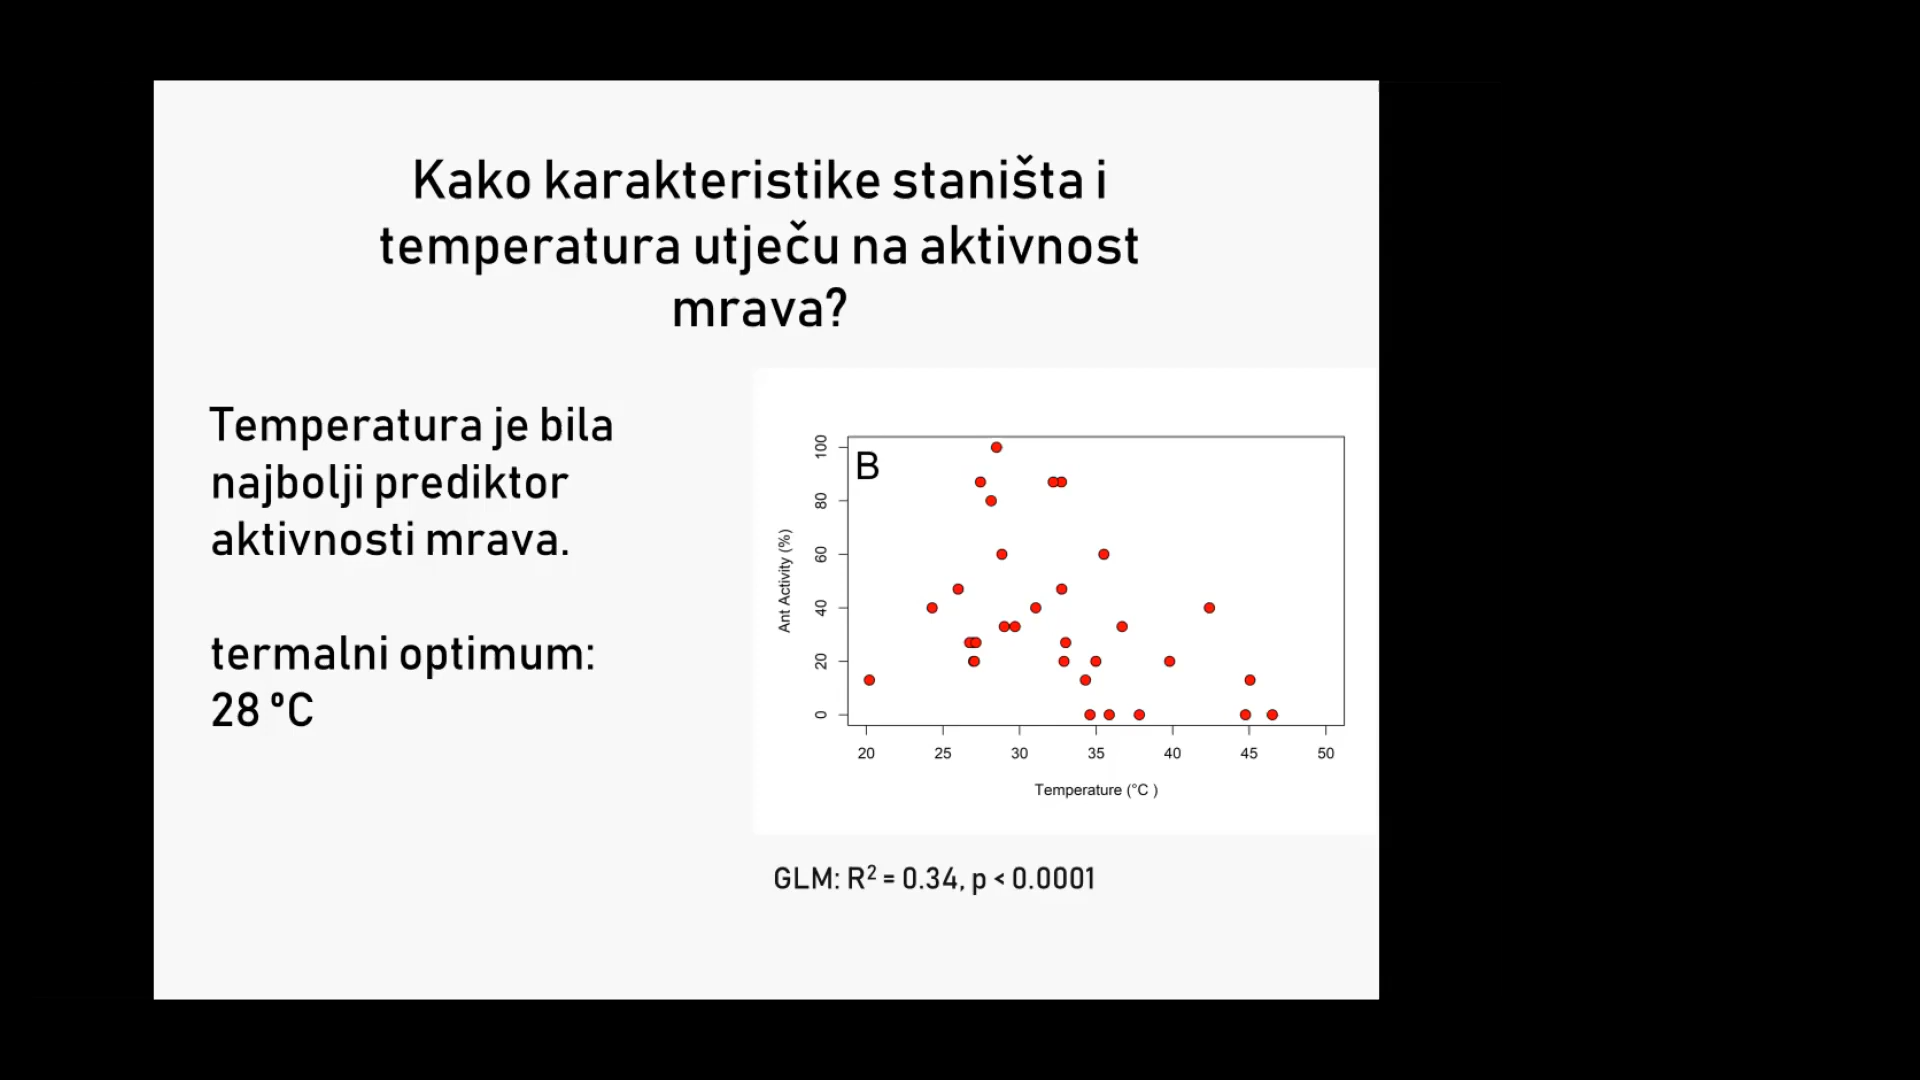 Kako karakteristike staništa i
temperatura utječu na aktivnost
mrava?
Temperatura je bila
najbolji prediktor
aktivnosti mrava.
termalni optimum:
28 ºC
B
Ant Activity (%)
100
80
60
40
20
0
20 25 30 35 40 45 50
Temperature (°C )
GLM: R² = 0.34, p < 0.0001